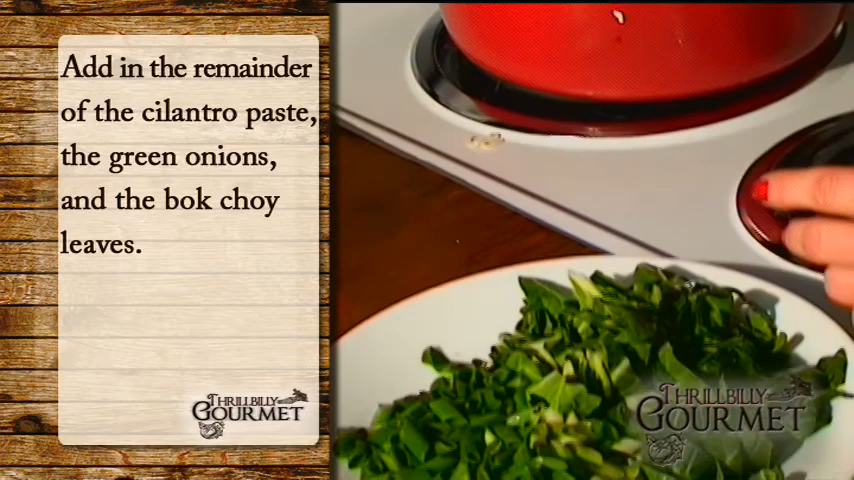 Add in the remainder
of the cilantro paste,
the green onions,
and the bok choy
leaves.
THRILLBILLY
GOURMET
THRILLBILLY
GOURMET